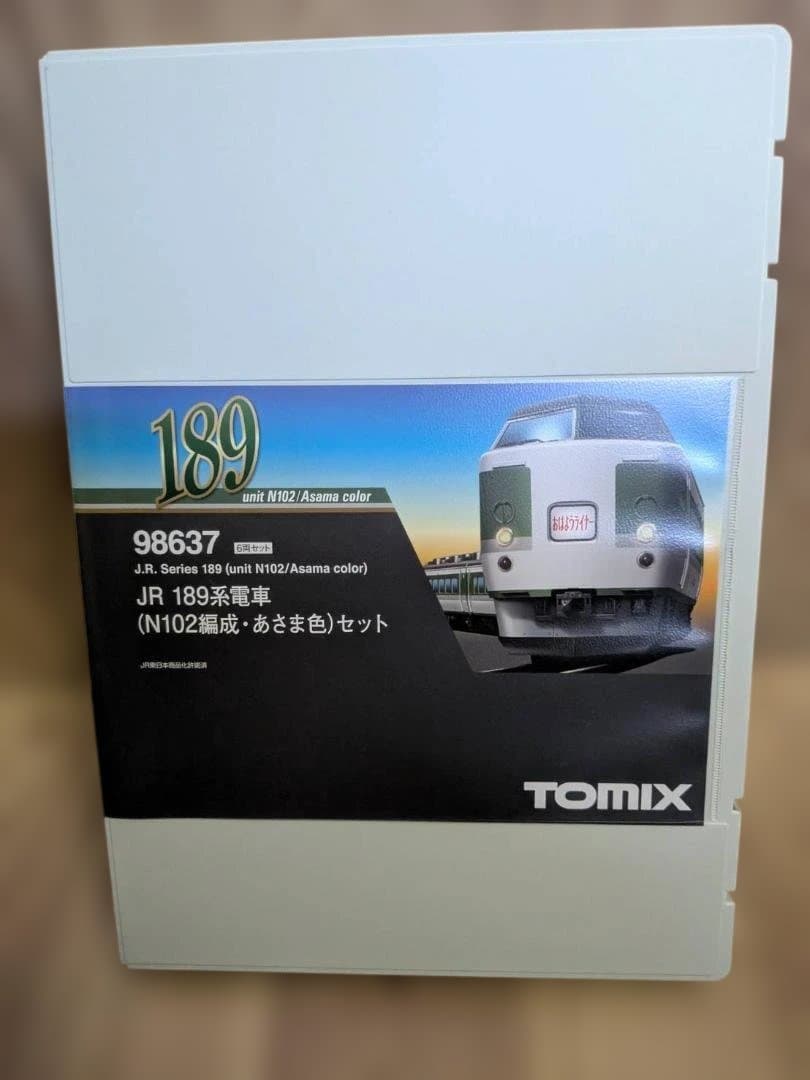 189
unit N102/Asama color
98637 6両セット
J.R. Series 189 (unit N102/Asama color)
JR 189系電車
(N102編成・あさま色)セット
JR東日本商品化許諾済
おはようライナー
TOMIX